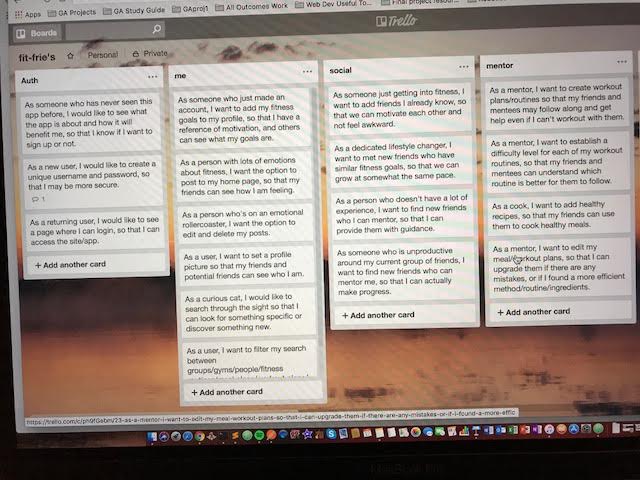 Apps GA Projects GA Study Guide GAproj1 All Outcomes Work Web Dev Useful To... Final project resour...
Boards
Trello
fit-frie's Personal Private
Auth
As someone who has never seen this
app before, I would like to see what
the app is about and how it will
benefit me, so that I know if I want to
sign up or not.
As a new user, I would like to create a
unique username and password, so
that I may be more secure.
1
As a returning user, I would like to see
a page where I can login, so that I can
access the site/app.
+ Add another card
me
As someone who just made an
account, I want to add my fitness
goals to my profile, so that I have a
reference of motivation, and others
can see what my goals are.
As a person with lots of emotions
about fitness, I want the option to
post to my home page, so that my
friends can see how I am feeling.
As a person who's on an emotional
rollercoaster, I want the option to
edit and delete my posts.
As a user, I want to set a profile
picture so that my friends and
potential friends can see who I am.
As a curious cat, I would like to
search through the sight so that I
can look for something specific or
discover something new.
As a user, I want to filter my search
between
groups/gyms/people/fitness
+ Add another card
social
As someone just getting into fitness, I
want to add friends I already know, so
that we can motivate each other and
not feel awkward.
As a dedicated lifestyle changer, I
want to met new friends who have
similar fitness goals, so that we can
grow at somewhat the same pace.
As a person who doesn't have a lot of
experience, I want to find new friends
who I can mentor, so that I can
provide them with guidance.
As someone who is unproductive
around my current group of friends, I
want to find new friends who can
mentor me, so that I can actually
make progress.
+ Add another card
mentor
As a mentor, I want to create workout
plans/routines so that my friends and
mentees may follow along and get
help even if I can't workout with them.
As a mentor, I want to establish a
difficulty level for each of my workout
routines, so that my friends and
mentees can understand which
routine is better for them to follow.
As a cook, I want to add healthy
recipes, so that my friends can use
them to cook healthy meals.
As a mentor, I want to edit my
meal/workout plans, so that I can
upgrade them if there are any
mistakes, or if I found a more efficient
method/routine/ingredients.
+ Add another card
https://trello.com/c/ph9fGebm/23-as-a-mentor-i-want-to-edit-my-meal-workout-plans-so-that-i-can-upgrade-them-if-there-are-any-mistakes-or-if-i-found-a-more-effic